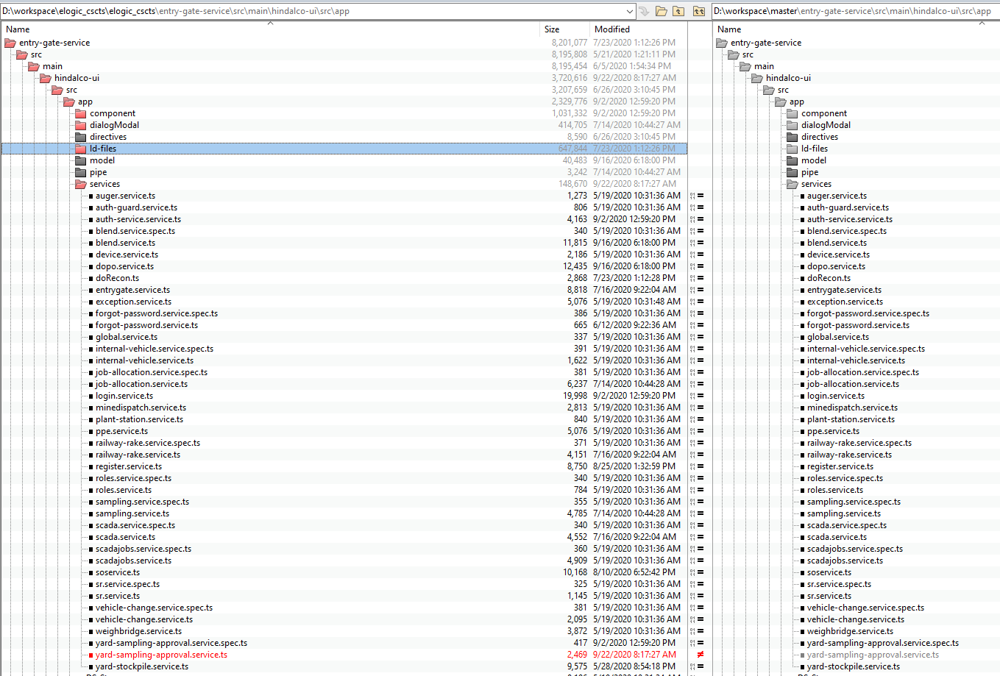 D:\workspace\elogic_cscts\elogic_cscts\entry-gate-service\src\main\hindalco-ui\src\app D:\workspace\master\entry-gate-service\src\main\hindalco-ui\src\app
Name Size Modified Name
entry-gate-service 8,201,077 7/23/2020 1:12:26 PM entry-gate-service
src 8,195,808 5/21/2020 1:21:11 PM src
main 8,195,454 6/5/2020 1:54:34 PM main
hindalco-ui 3,720,616 9/22/2020 8:17:27 AM hindalco-ui
src 3,207,659 6/26/2020 3:10:45 PM src
app 2,329,776 9/2/2020 12:59:20 PM app
component 1,031,332 9/2/2020 12:59:20 PM component
dialogModal 414,705 7/14/2020 10:44:27 AM dialogModal
directives 8,590 6/26/2020 3:10:45 PM directives
ld-files 647,844 7/23/2020 1:12:26 PM ld-files
model 40,483 9/16/2020 6:18:00 PM model
pipe 3,242 7/14/2020 10:44:27 AM pipe
services 148,670 9/22/2020 8:17:27 AM services
auger.service.ts 1,273 5/19/2020 10:31:36 AM = auger.service.ts
auth-guard.service.ts 806 5/19/2020 10:31:36 AM = auth-guard.service.ts
auth-service.service.ts 4,163 9/2/2020 12:59:20 PM = auth-service.service.ts
blend.service.spec.ts 340 5/19/2020 10:31:36 AM = blend.service.spec.ts
blend.service.ts 11,815 9/16/2020 6:18:00 PM = blend.service.ts
device.service.ts 2,186 5/19/2020 10:31:36 AM = device.service.ts
dopo.service.ts 12,435 9/16/2020 6:18:00 PM = dopo.service.ts
doRecon.ts 2,868 7/23/2020 1:12:28 PM = doRecon.ts
entrygate.service.ts 8,818 7/16/2020 9:22:04 AM = entrygate.service.ts
exception.service.ts 5,076 5/19/2020 10:31:48 AM = exception.service.ts
forgot-password.service.spec.ts 386 5/19/2020 10:31:36 AM = forgot-password.service.spec.ts
forgot-password.service.ts 665 6/12/2020 9:22:36 AM = forgot-password.service.ts
global.service.ts 337 5/19/2020 10:31:36 AM = global.service.ts
internal-vehicle.service.spec.ts 391 5/19/2020 10:31:36 AM = internal-vehicle.service.spec.ts
internal-vehicle.service.ts 1,622 5/19/2020 10:31:36 AM = internal-vehicle.service.ts
job-allocation.service.spec.ts 381 5/19/2020 10:31:36 AM = job-allocation.service.spec.ts
job-allocation.service.ts 6,237 7/14/2020 10:44:28 AM = job-allocation.service.ts
login.service.ts 19,998 9/2/2020 12:59:20 PM = login.service.ts
minedispatch.service.ts 2,813 5/19/2020 10:31:36 AM = minedispatch.service.ts
plant-station.service.ts 840 5/19/2020 10:31:36 AM = plant-station.service.ts
ppe.service.ts 5,076 5/19/2020 10:31:36 AM = ppe.service.ts
railway-rake.service.spec.ts 371 5/19/2020 10:31:36 AM = railway-rake.service.spec.ts
railway-rake.service.ts 4,151 7/16/2020 9:22:04 AM = railway-rake.service.ts
register.service.ts 8,750 8/25/2020 1:32:59 PM = register.service.ts
roles.service.spec.ts 340 5/19/2020 10:31:36 AM = roles.service.spec.ts
roles.service.ts 784 5/19/2020 10:31:36 AM = roles.service.ts
sampling.service.spec.ts 355 5/19/2020 10:31:36 AM = sampling.service.spec.ts
sampling.service.ts 4,785 7/14/2020 10:44:28 AM = sampling.service.ts
scada.service.spec.ts 340 5/19/2020 10:31:36 AM = scada.service.spec.ts
scada.service.ts 4,552 7/16/2020 9:22:04 AM = scada.service.ts
scadajobs.service.spec.ts 360 5/19/2020 10:31:36 AM = scadajobs.service.spec.ts
scadajobs.service.ts 4,909 5/19/2020 10:31:36 AM = scadajobs.service.ts
soservice.ts 10,168 8/10/2020 6:52:42 PM = soservice.ts
sr.service.spec.ts 325 5/19/2020 10:31:36 AM = sr.service.spec.ts
sr.service.ts 1,145 5/19/2020 10:31:36 AM = sr.service.ts
vehicle-change.service.spec.ts 381 5/19/2020 10:31:36 AM = vehicle-change.service.spec.ts
vehicle-change.service.ts 2,095 5/19/2020 10:31:36 AM = vehicle-change.service.ts
weighbridge.service.ts 3,872 5/19/2020 10:31:36 AM = weighbridge.service.ts
yard-sampling-approval.service.spec.ts 417 9/2/2020 12:59:20 PM = yard-sampling-approval.service.spec.ts
yard-sampling-approval.service.ts 2,469 9/22/2020 8:17:27 AM ≠ yard-sampling-approval.service.ts
yard-stockpile.service.ts 9,575 5/28/2020 8:54:18 PM = yard-stockpile.service.ts